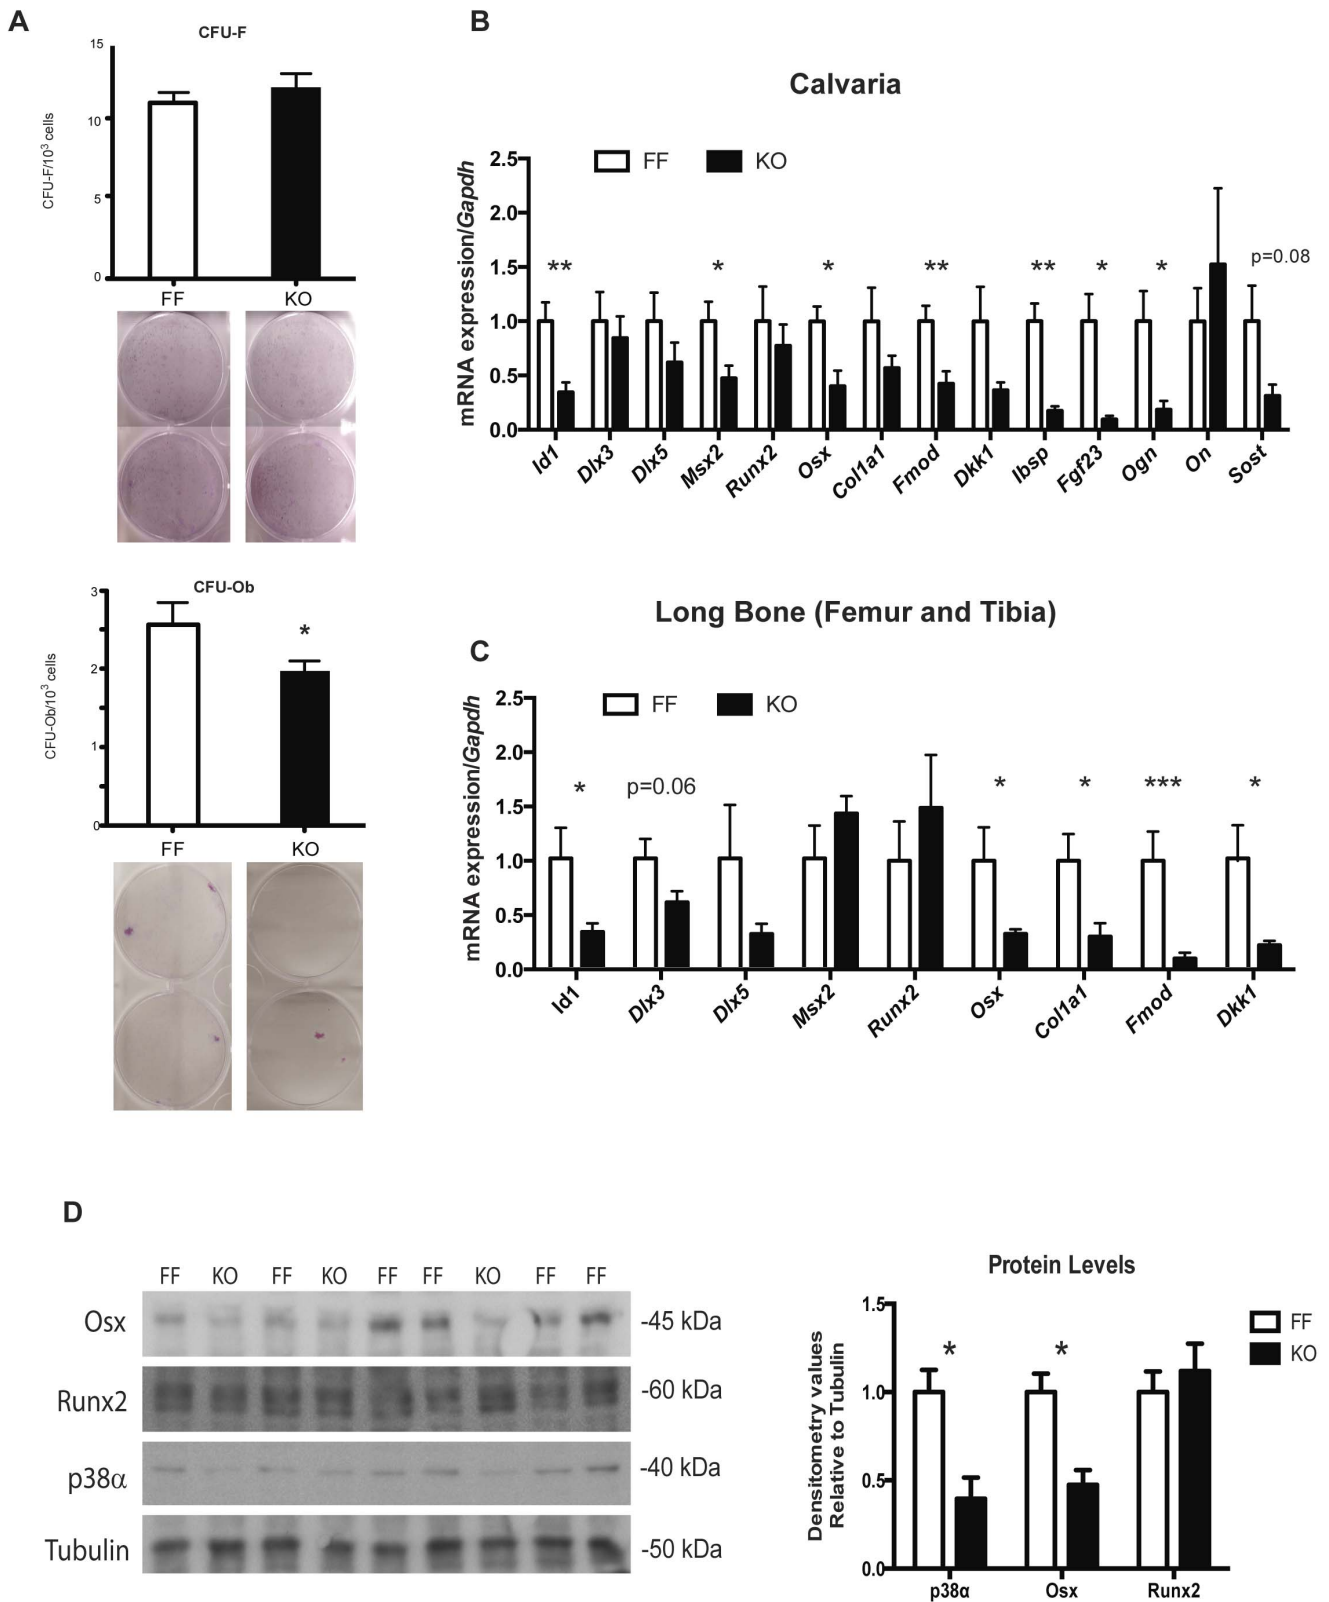 A
CFU-F
15
10
5
0
CFU-F/10³ cells
FF KO
CFU-Ob
3
2
1
0
CFU-Ob/10³ cells
FF KO
B
Calvaria
FF KO
mRNA expression/Gapdh
2.5
2.0
1.5
1.0
0.5
0.0
** * * ** ** * * p=0.08
Id1 Dlx3 Dlx5 Msx2 Runx2 Osx Col1a1 Fmod Dkk1 Ibsp Fgf23 Ogn On Sost
Long Bone (Femur and Tibia)
C
FF KO
mRNA expression/Gapdh
2.5
2.0
1.5
1.0
0.5
0.0
* p=0.06 * * *** *
Id1 Dlx3 Dlx5 Msx2 Runx2 Osx Col1a1 Fmod Dkk1
D
FF KO FF KO FF FF KO FF FF
Osx -45 kDa
Runx2 -60 kDa
p38α -40 kDa
Tubulin -50 kDa
Protein Levels
FF
KO
Densitometry values
Relative to Tubulin
1.5
1.0
0.5
0.0
* *
p38α Osx Runx2